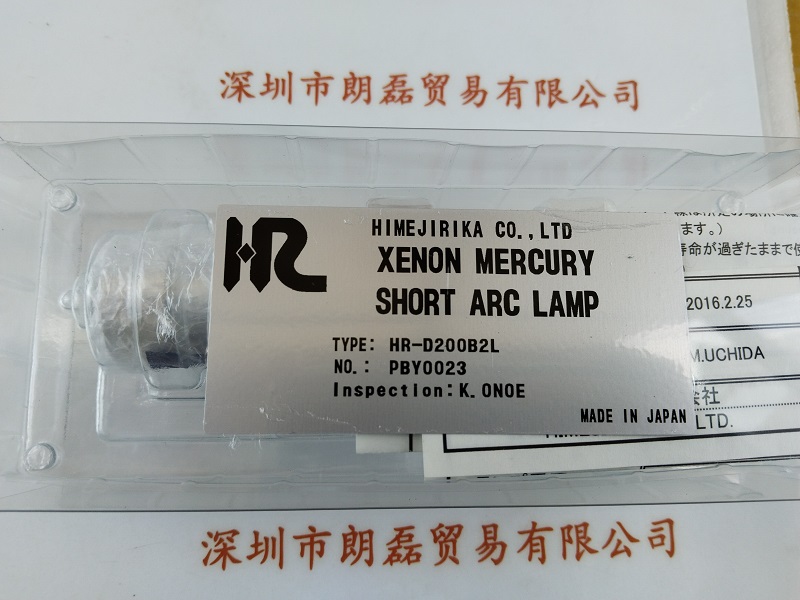 深圳市朗磊贸易有限公司
HR
HIMEJIRIKA CO.,LTD
XENON MERCURY
SHORT ARC LAMP
TYPE: HR-D200B2L
NO.: PBY0023
Inspection:K.ONOE
MADE IN JAPAN
ます。)
寿命が過ぎたままで使
2016.2.25
M.UCHIDA
会社
LTD.
深圳市朗磊贸易有限公司